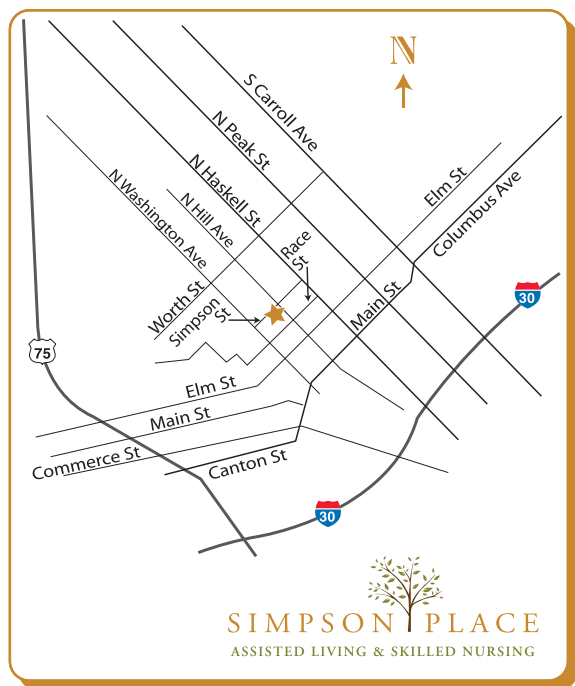 N
S Carroll Ave
N Peak St
N Haskell St
N Hill Ave
N Washington Ave
Elm St
Columbus Ave
Race
St
Worth St
Simpson
St
Main St
30
75
Elm St
Main St
Commerce St
Canton St
30
SIMPSON PLACE
ASSISTED LIVING & SKILLED NURSING